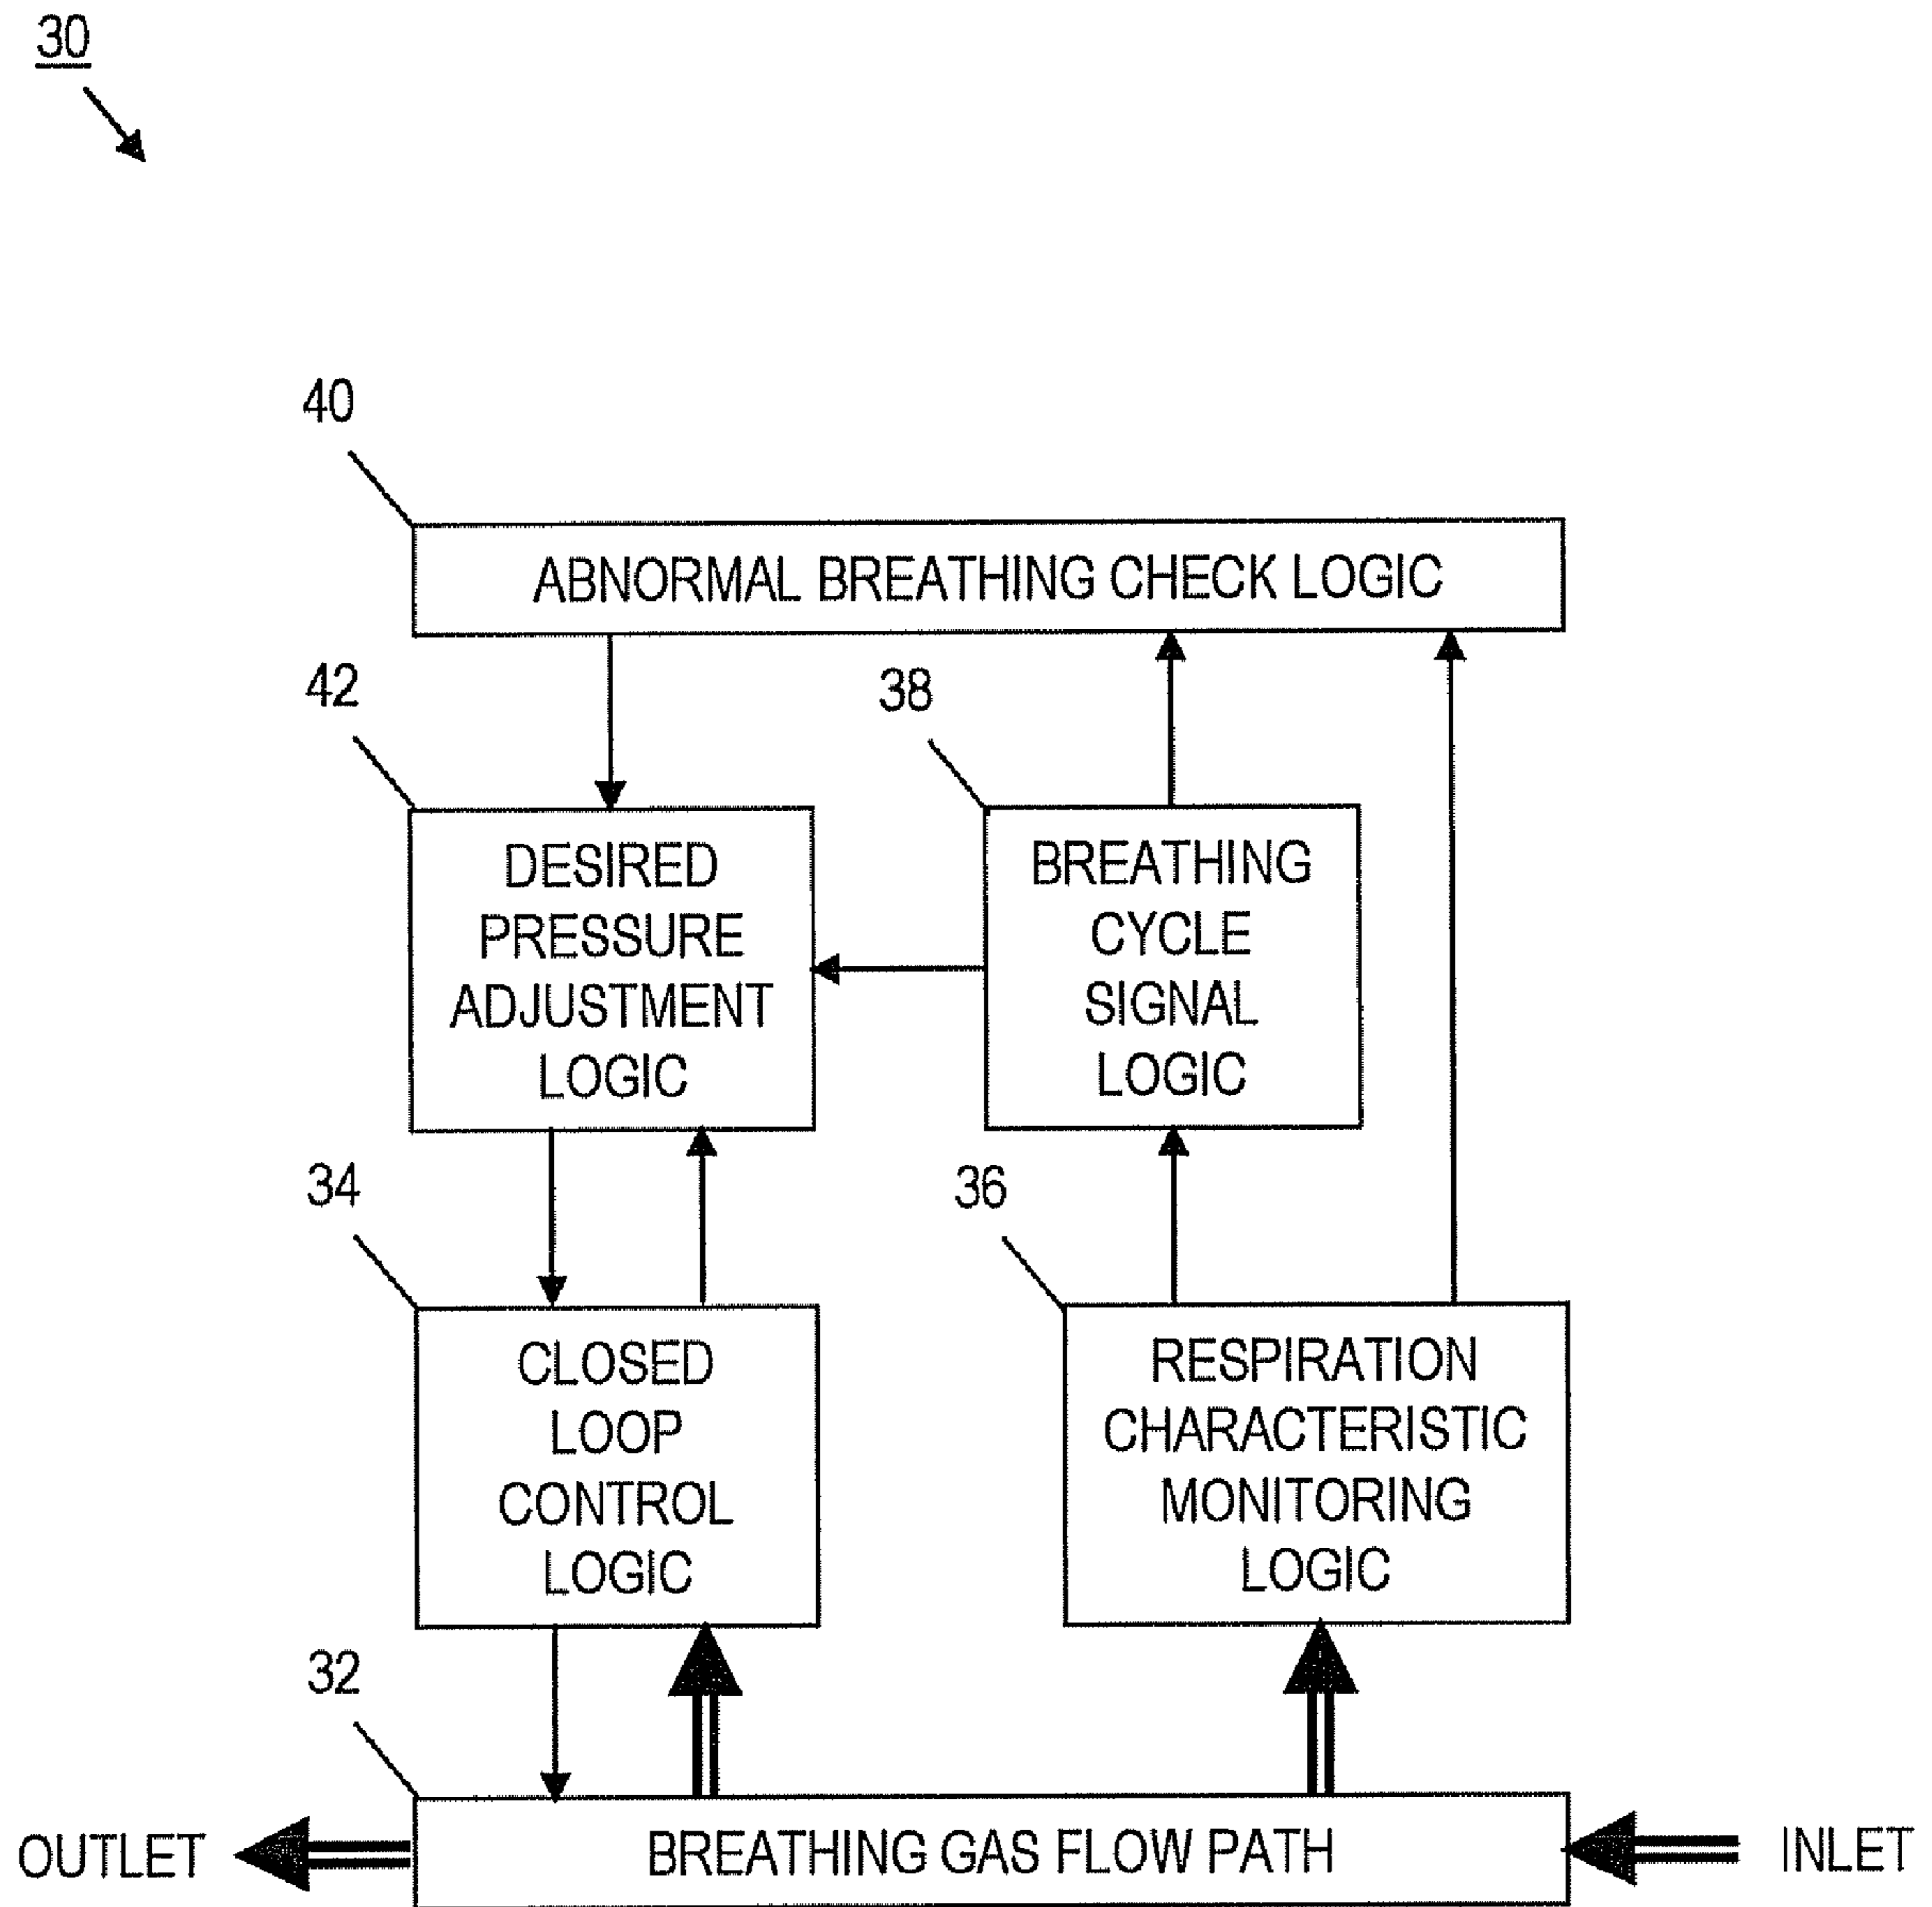 30
40
ABNORMAL BREATHING CHECK LOGIC
42
38
DESIRED
PRESSURE
ADJUSTMENT
LOGIC
BREATHING
CYCLE
SIGNAL
LOGIC
34
36
CLOSED
LOOP
CONTROL
LOGIC
RESPIRATION
CHARACTERISTIC
MONITORING
LOGIC
32
OUTLET
BREATHING GAS FLOW PATH
INLET